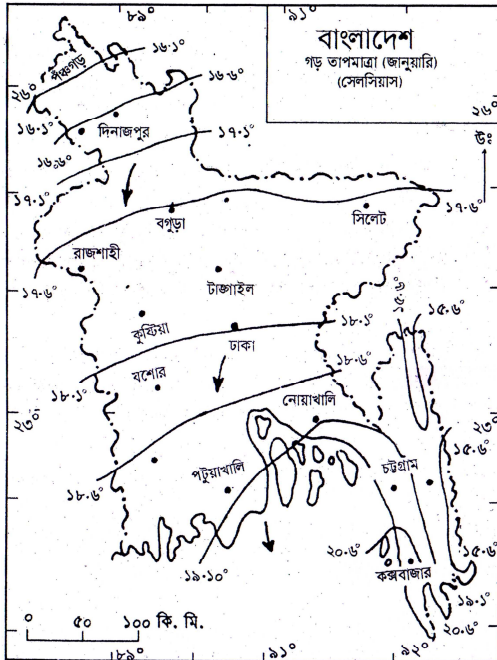 ৮৯°
৯১°
বাংলাদেশ
গড় তাপমাত্রা (জানুয়ারি)
(সেলসিয়াস)
১৬·১°
পঞ্চগড়
১৬·৬°
২৬°
২৬°
১৬·১°
দিনাজপুর
১৭·১°
উঃ
১৬·৬°
১৭·১°
১৭·৬°
বগুড়া
সিলেট
রাজশাহী
১৭·৬°
টাঙ্গাইল
১৫·৬°
১৫·৬°
কুষ্টিয়া
১৮·১°
ঢাকা
যশোর
১৮·৬°
১৮·১°
নোয়াখালি
২৩°
২৩°
১৫·৬°
পটুয়াখালি
চট্টগ্রাম
১৮·৬°
২০·৬°
১৫·৬°
১৯·১০°
কক্সবাজার
১৯·১°
০ ৫০ ১০০ কি. মি.
২০·৬°
৮৯°
৯১°
৯২°